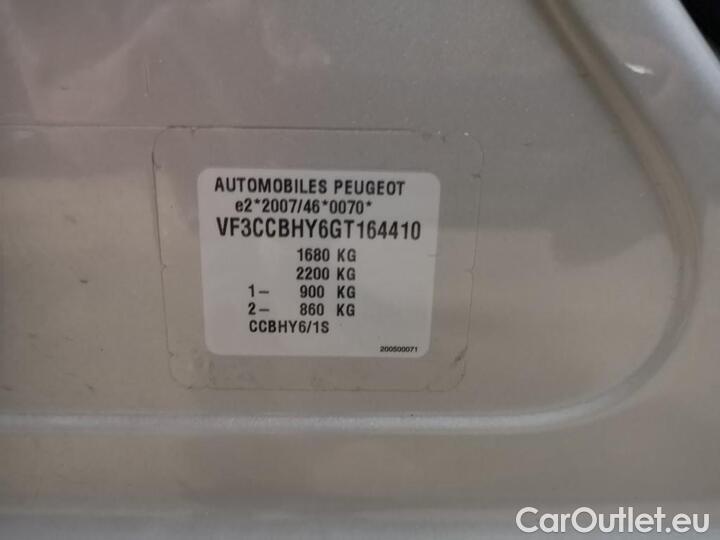 AUTOMOBILES PEUGEOT
e2*2007/46*0070*
VF3CCBHY6GT164410
1680 KG
2200 KG
1- 900 KG
2- 860 KG
CCBHY6/1S
200500071
CarOutlet.eu